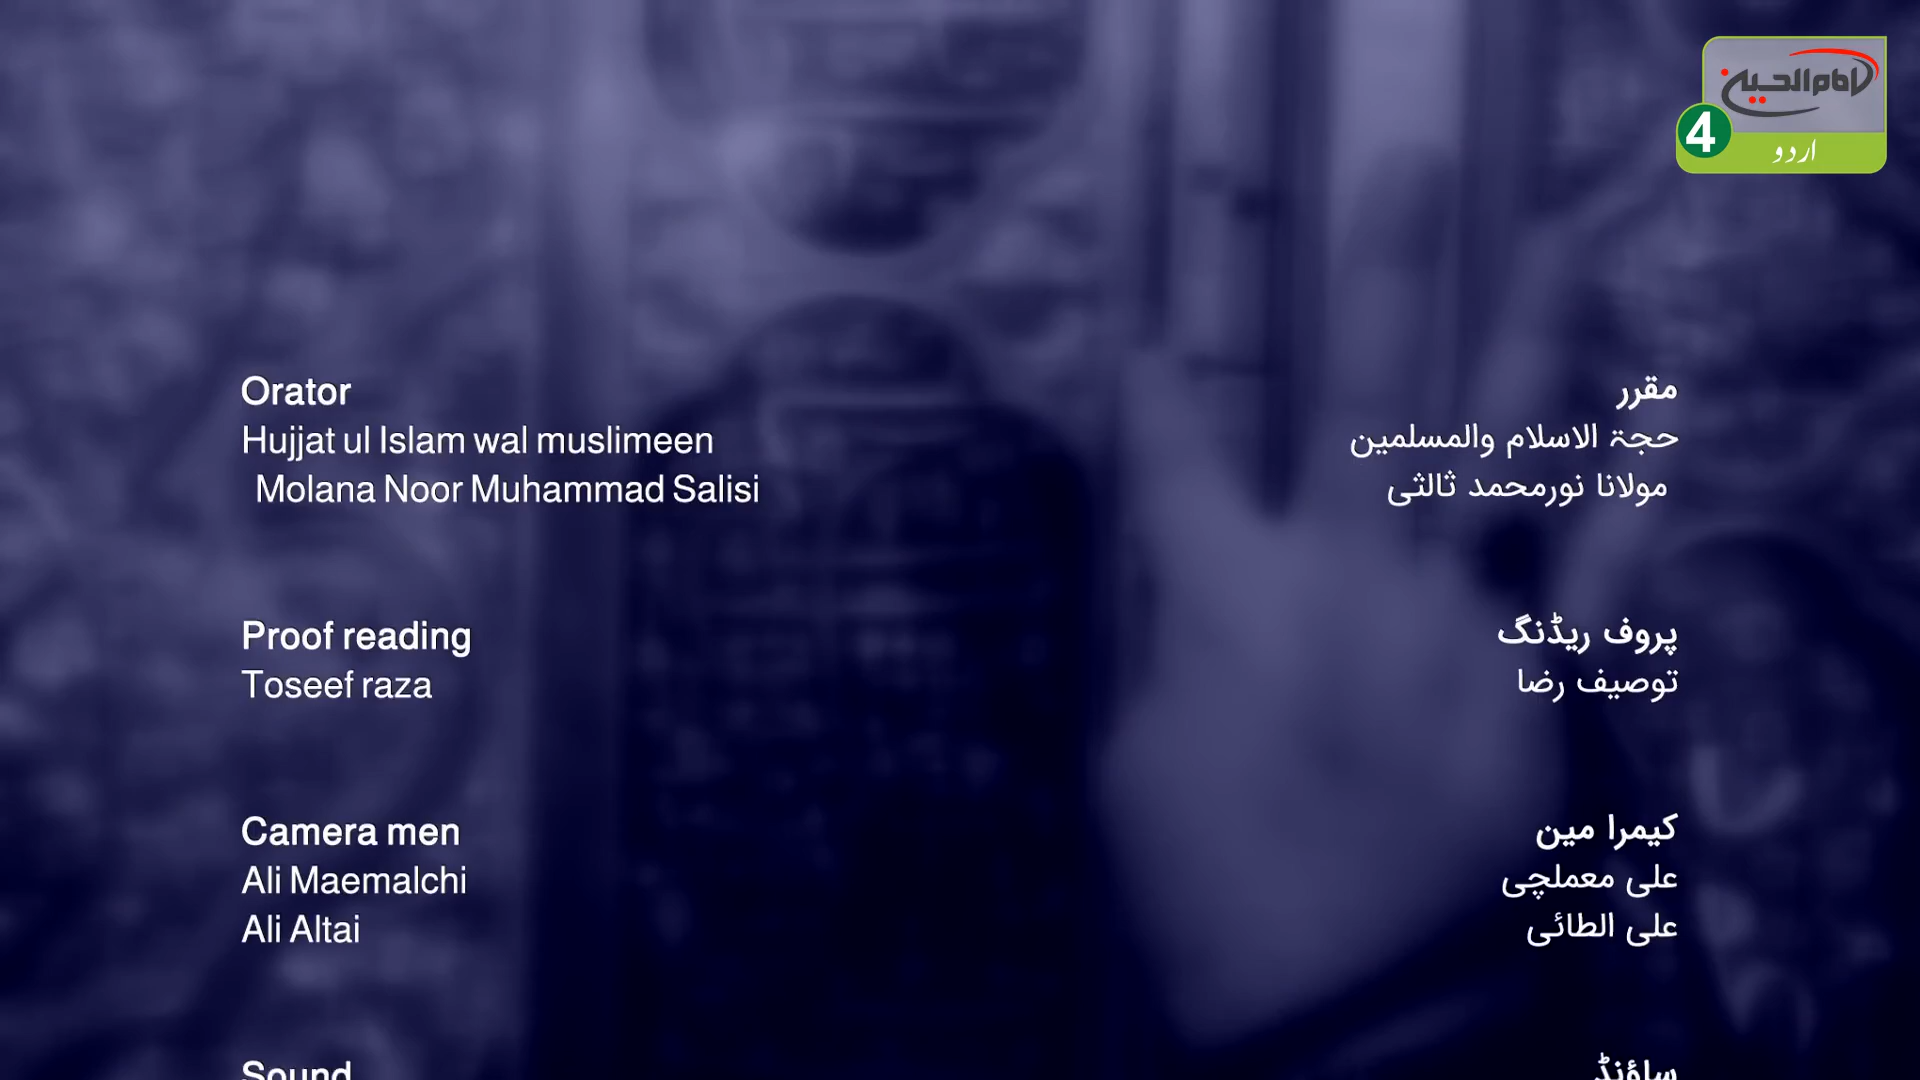 امام الحسین
4
اردو
Orator
Hujjat ul Islam wal muslimeen
Molana Noor Muhammad Salisi
مقرر
حجۃ الاسلام والمسلمین
مولانا نورمحمد ثالثی
Proof reading
Toseef raza
پروف ریڈنگ
توصیف رضا
Camera men
Ali Maemalchi
Ali Altai
کیمرا مین
علی معملچی
علی الطائی
Sound
ساؤنڈ